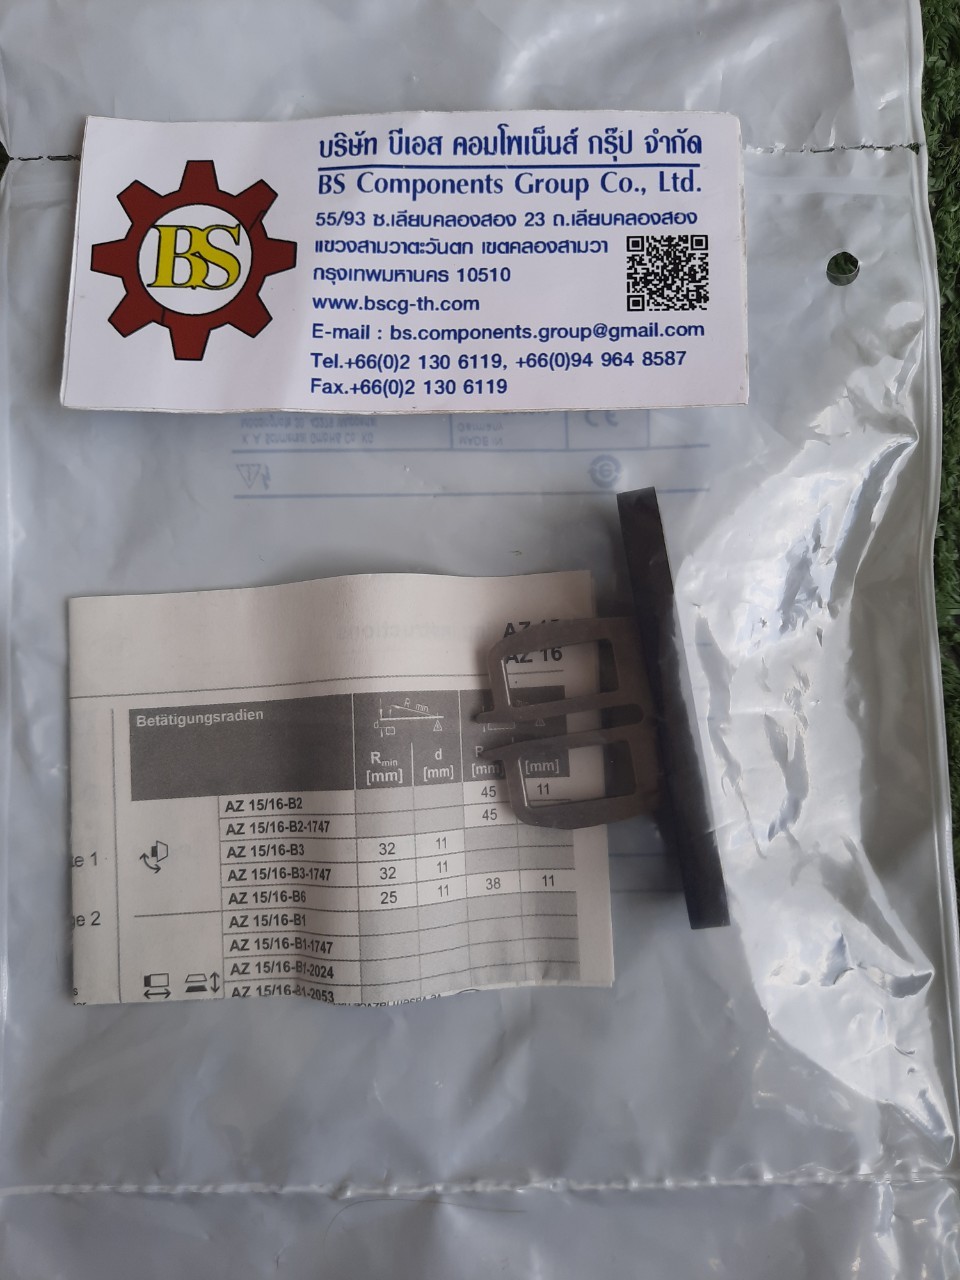 บริษัท บีเอส คอมโพเน็นส์ กรุ๊ป จำกัด
BS Components Group Co., Ltd.
BS
55/93 ซ.เลียบคลองสอง 23 ถ.เลียบคลองสอง
แขวงสามวาตะวันตก เขตคลองสามวา
กรุงเทพมหานคร 10510
www.bscg-th.com
E-mail : bs.components.group@gmail.com
Tel.+66(0)2 130 6119, +66(0)94 964 8587
Fax.+66(0)2 130 6119
AZ 16
Betätigungsradien
R min.
d
Rmin d
[mm] [mm] [mm] [mm]
AZ 15/16-B2 45 11
AZ 15/16-B2-1747 45
AZ 15/16-B3 32 11
AZ 15/16-B3-1747 32 11
AZ 15/16-B6 25 11 38 11
AZ 15/16-B1
AZ 15/16-B1-1747
AZ 15/16-B1-2024
AZ 15/16-B1-2053